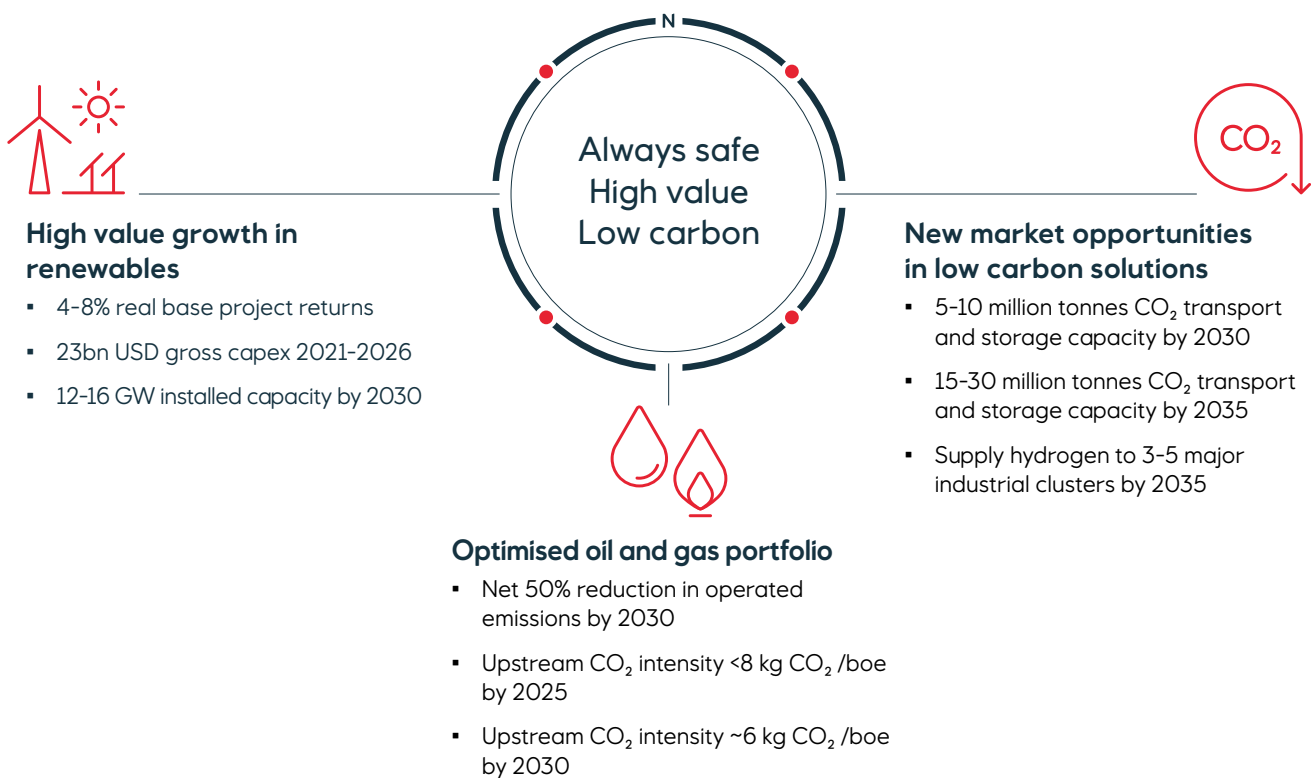 N
Always safe
High value
Low carbon
High value growth in
renewables
▪ 4-8% real base project returns
▪ 23bn USD gross capex 2021-2026
▪ 12-16 GW installed capacity by 2030
CO₂
New market opportunities
in low carbon solutions
▪ 5-10 million tonnes CO₂ transport
and storage capacity by 2030
▪ 15-30 million tonnes CO₂ transport
and storage capacity by 2035
▪ Supply hydrogen to 3-5 major
industrial clusters by 2035
Optimised oil and gas portfolio
▪ Net 50% reduction in operated
emissions by 2030
▪ Upstream CO₂ intensity <8 kg CO₂ /boe
by 2025
▪ Upstream CO₂ intensity ~6 kg CO₂ /boe
by 2030